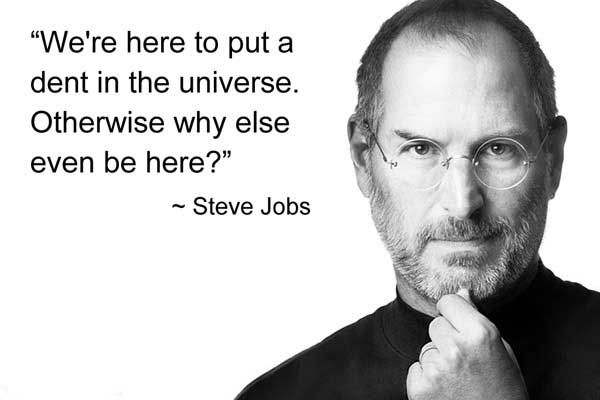 “We're here to put a
dent in the universe.
Otherwise why else
even be here?”
~ Steve Jobs